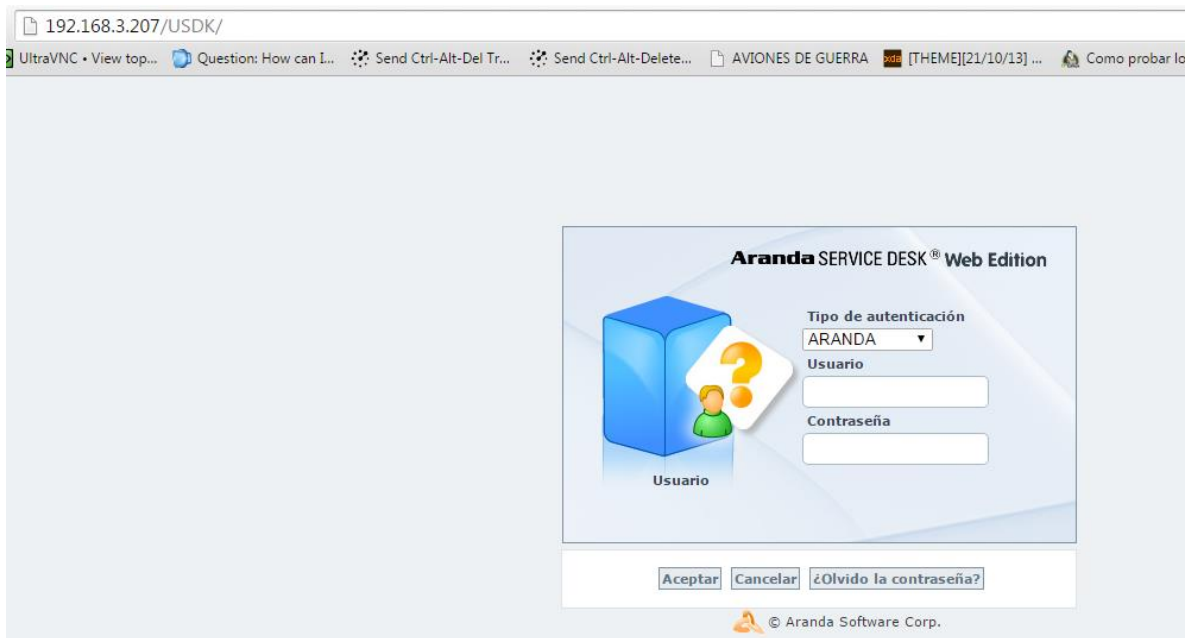 192.168.3.207/USDK/
UltraVNC • View top... Question: How can I... Send Ctrl-Alt-Del Tr... Send Ctrl-Alt-Delete... AVIONES DE GUERRA xda [THEME][21/10/13] ... Como probar lo
Aranda SERVICE DESK ® Web Edition
Tipo de autenticación
ARANDA
Usuario
Contraseña
Usuario
Aceptar Cancelar ¿Olvido la contraseña?
© Aranda Software Corp.